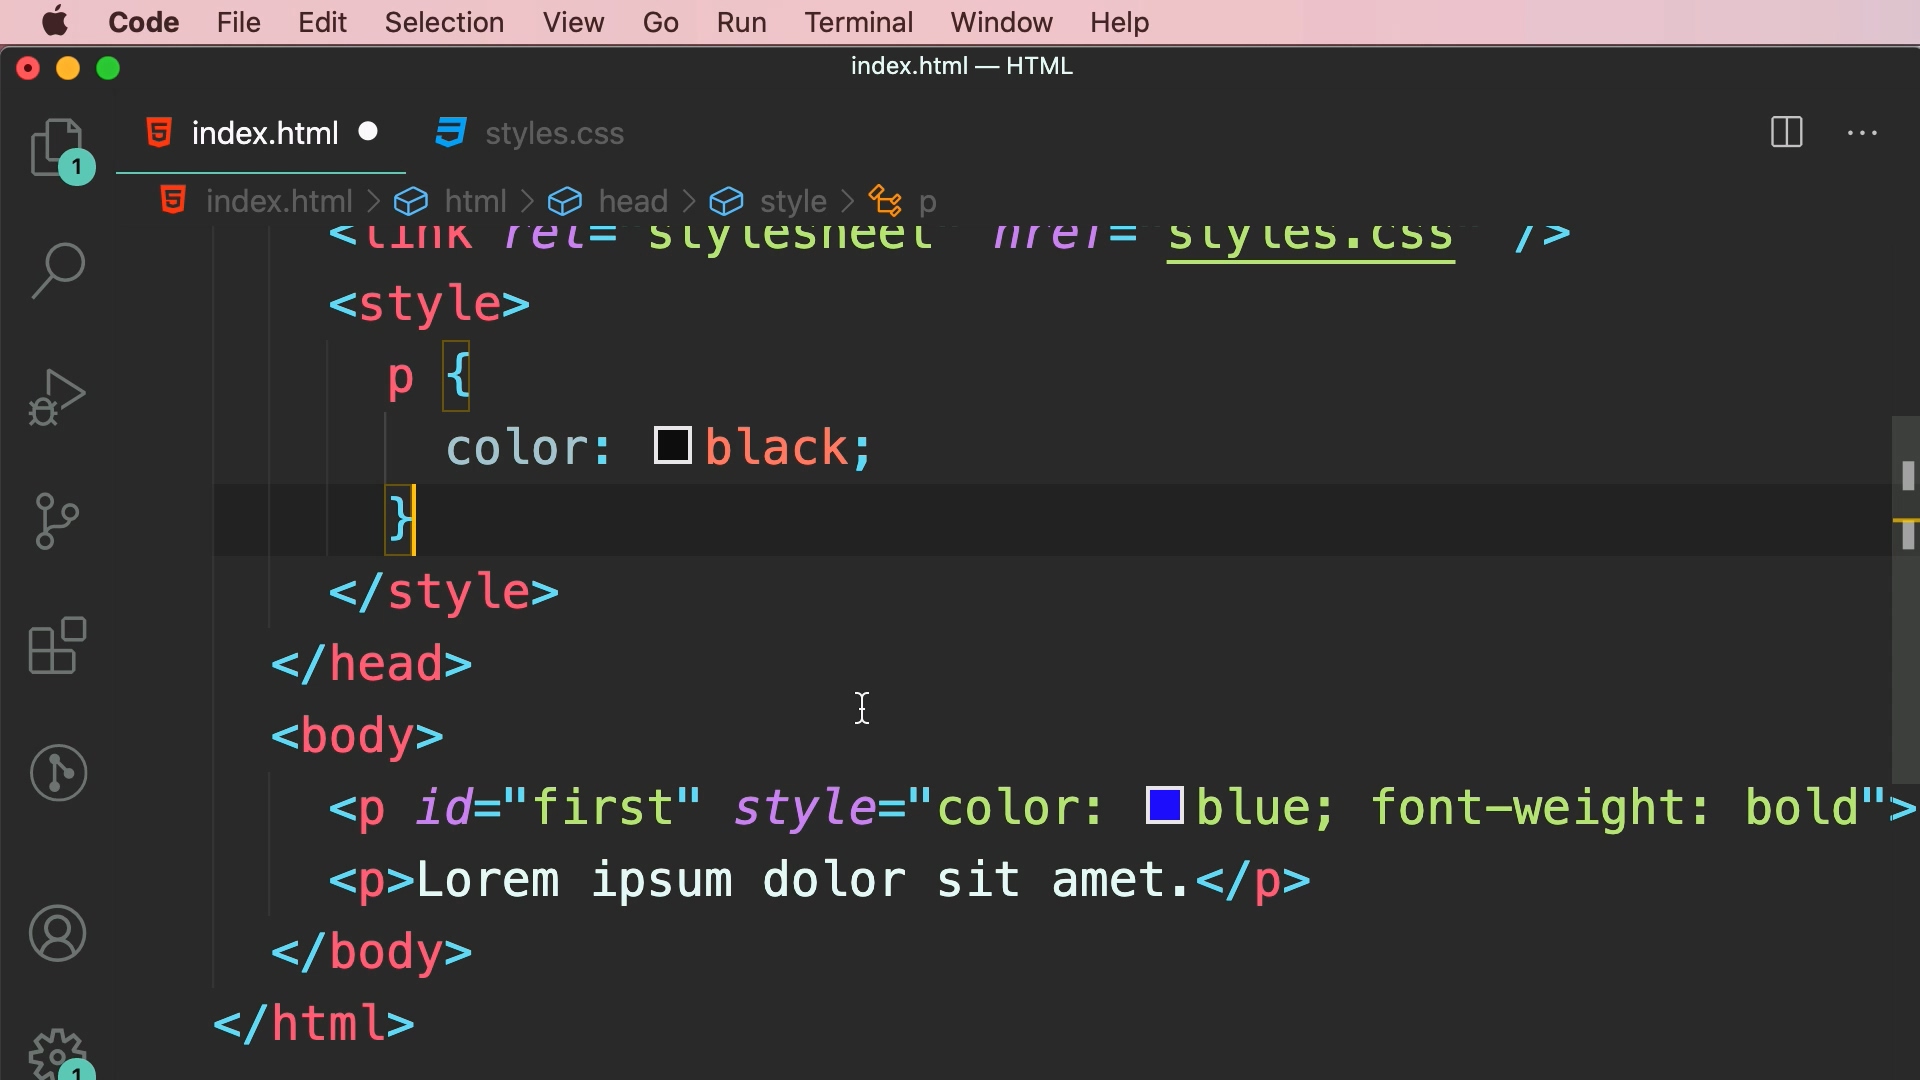 Code File Edit Selection View Go Run Terminal Window Help
index.html — HTML
index.html styles.css
1
index.html > html > head > style > p
<link rel="stylesheet" href="styles.css" />
<style>
p {
color: black;
}
</style>
</head>
<body>
<p id="first" style="color: blue; font-weight: bold">
<p>Lorem ipsum dolor sit amet.</p>
</body>
</html>
1